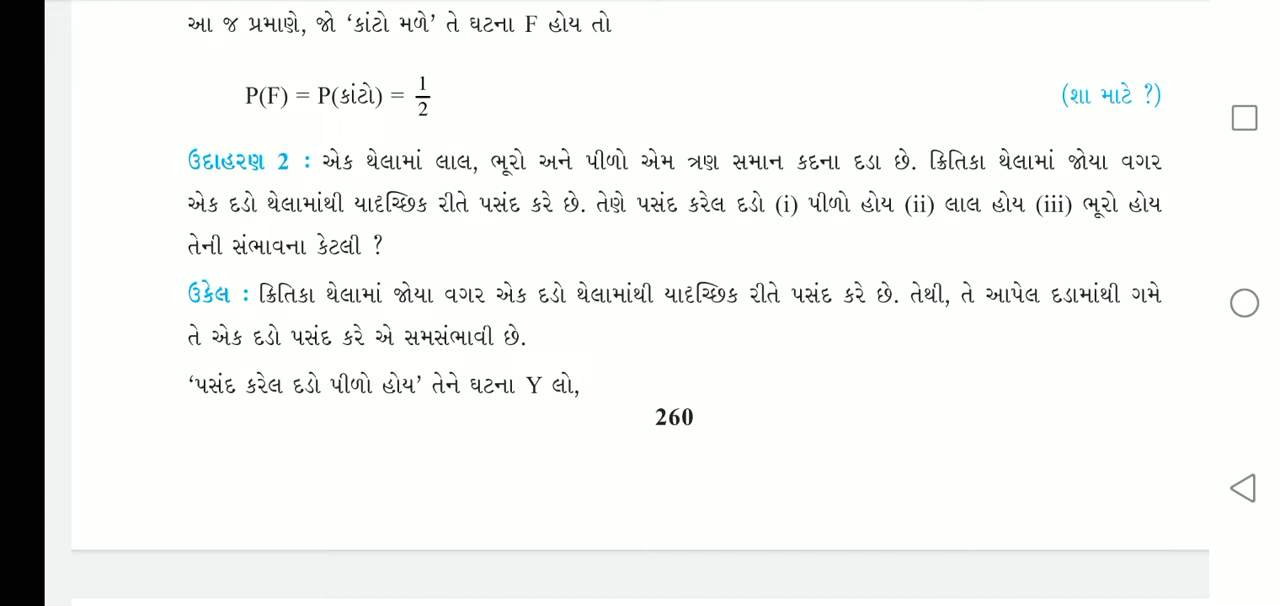 આ જ પ્રમાણે, જો ‘કાંટો મળે’ તે ઘટના F હોય તો
P(F) = P(કાંટો) = 1/2 (શા માટે ?)
ઉદાહરણ 2 : એક થેલામાં લાલ, ભૂરો અને પીળો એમ ત્રણ સમાન કદના દડા છે. ક્રિતિકા થેલામાં જોયા વગર
એક દડો થેલામાંથી યાદચ્છિક રીતે પસંદ કરે છે. તેણે પસંદ કરેલ દડો (i) પીળો હોય (ii) લાલ હોય (iii) ભૂરો હોય
તેની સંભાવના કેટલી ?
ઉકેલ : ક્રિતિકા થેલામાં જોયા વગર એક દડો થેલામાંથી યાદચ્છિક રીતે પસંદ કરે છે. તેથી, તે આપેલ દડામાંથી ગમે
તે એક દડો પસંદ કરે એ સમસંભાવી છે.
‘પસંદ કરેલ દડો પીળો હોય’ તેને ઘટના Y લો,
260